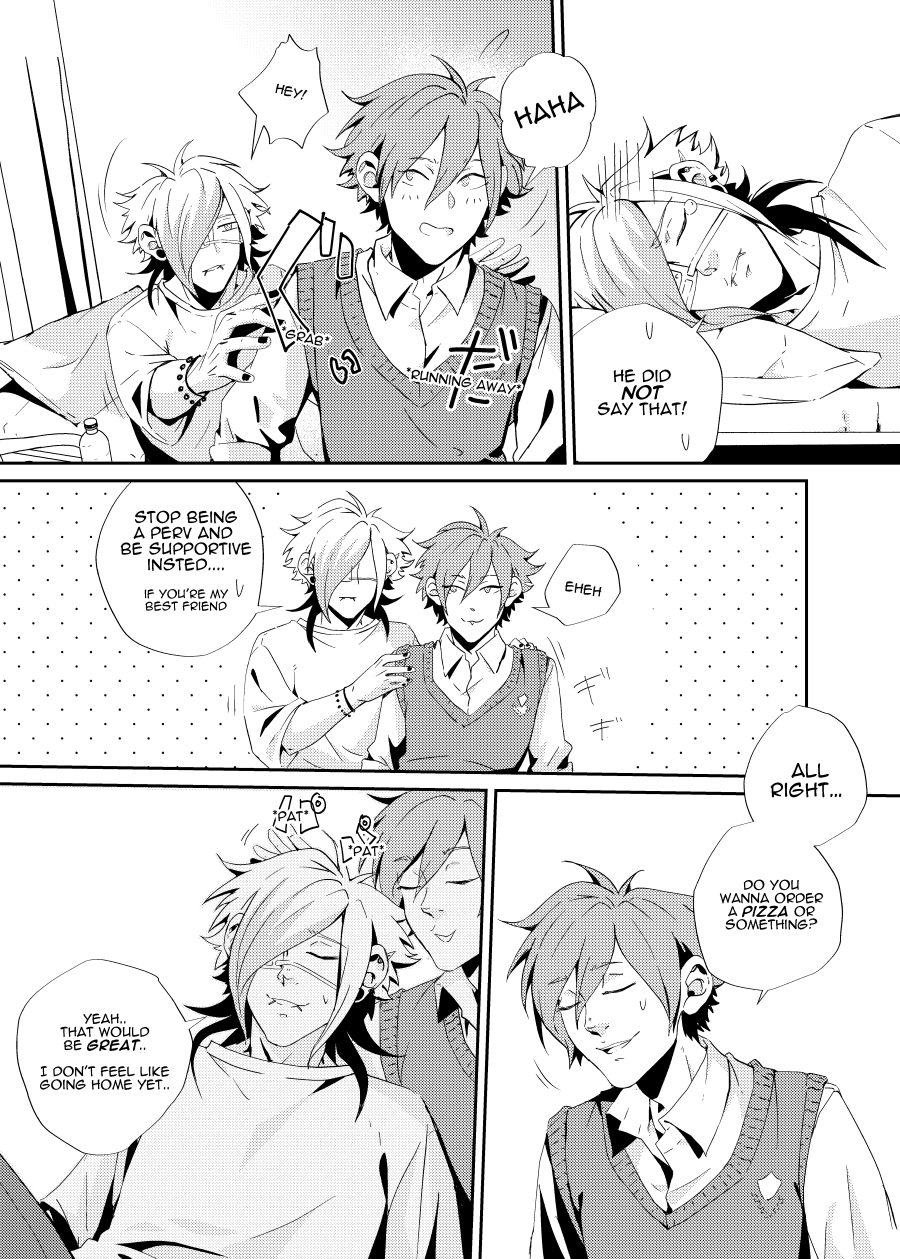 HE DID
NOT
SAY THAT!
HAHA
*RUNNING AWAY*
HEY!
*GRAB*
STOP BEING
A PERV AND
BE SUPPORTIVE
INSTED....
IF YOU'RE MY
BEST FRIEND
EHEH
ギ
ギ
ALL
RIGHT...
DO YOU
WANNA ORDER
A PIZZA OR
SOMETHING?
*PAT*
*PAT*
YEAH..
THAT WOULD
BE GREAT..
I DON'T FEEL LIKE
GOING HOME YET..